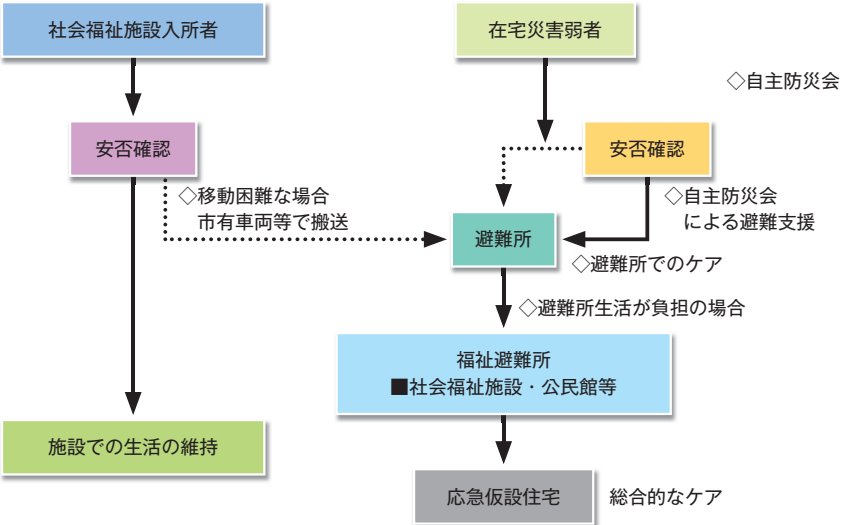 社会福祉施設入所者
在宅災害弱者
◇自主防災会
安否確認
安否確認
◇移動困難な場合
市有車両等で搬送
◇自主防災会
による避難支援
避難所
◇避難所でのケア
◇避難所生活が負担の場合
福祉避難所
■社会福祉施設・公民館等
施設での生活の維持
応急仮設住宅
総合的なケア